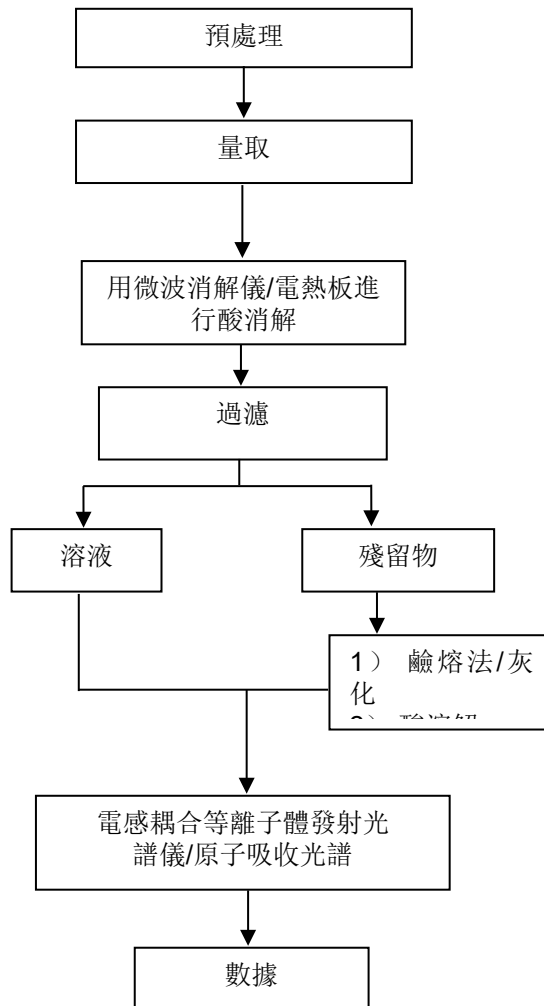 預處理
量取
用微波消解儀/電熱板進
行酸消解
過濾
溶液
殘留物
1） 鹼熔法/灰
化
電感耦合等離子體發射光
譜儀/原子吸收光譜
數據